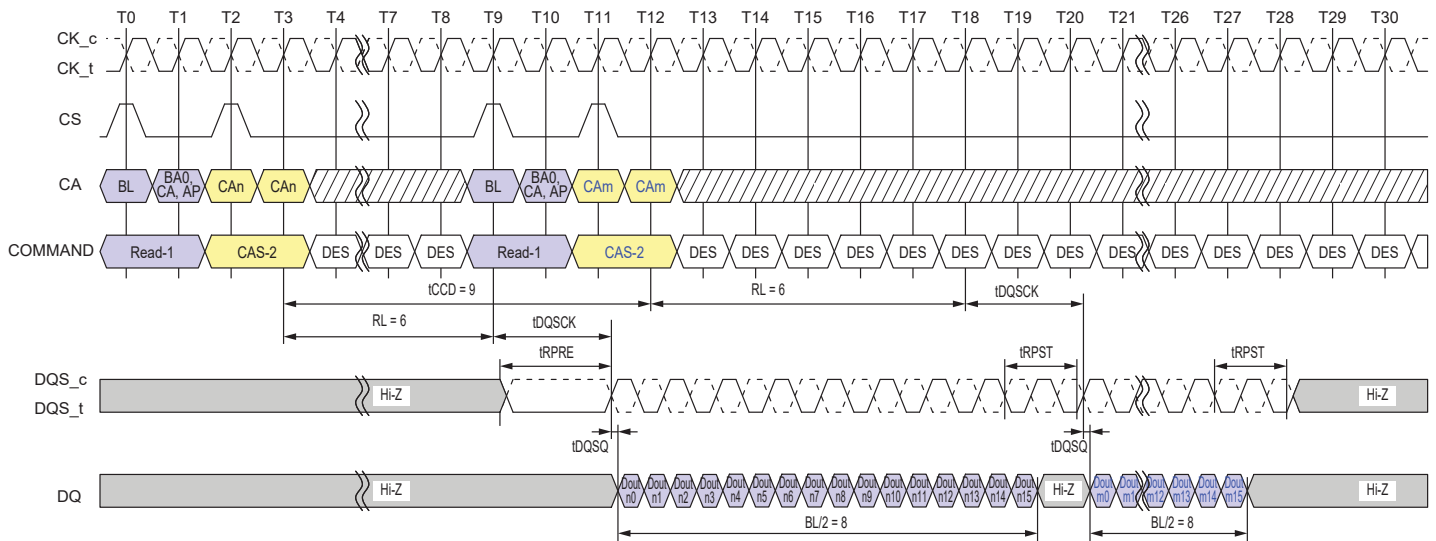 T0 T1 T2 T3 T4 T7 T8 T9 T10 T11 T12 T13 T14 T15 T16 T17 T18 T19 T20 T21 T26 T27 T28 T29 T30
CK_c
CK_t
CS
CA
BL
BA0,
CA, AP
CAn
CAn
BL
BA0,
CA, AP
CAm
CAm
COMMAND
Read-1 CAS-2 DES DES DES Read-1 CAS-2 DES DES DES DES DES DES DES DES DES DES DES DES DES DES
tCCD = 9 RL = 6 tDQSCK
RL = 6 tDQSCK
tRPRE tRPST tRPST
DQS_c
DQS_t
Hi-Z Hi-Z
tDQSQ tDQSQ
DQ
Hi-Z
Dout
n0
Dout
n1
Dout
n2
Dout
n3
Dout
n4
Dout
n5
Dout
n6
Dout
n7
Dout
n8
Dout
n9
Dout
n10
Dout
n11
Dout
n12
Dout
n13
Dout
n14
Dout
n15
Hi-Z
Dout
m0
Dout
m1
Dout
m12
Dout
m13
Dout
m14
Dout
m15
Hi-Z
BL/2 = 8 BL/2 = 8